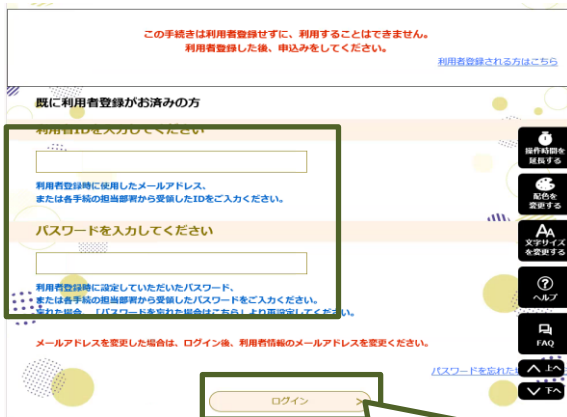 この手続きは利用者登録せずに、利用することはできません。
利用者登録した後、申込みをしてください。
利用者登録される方はこちら
既に利用者登録がお済みの方
利用者IDを入力してください
利用者登録時に使用したメールアドレス、
または各手続の担当部署から受領したIDをご入力ください。
パスワードを入力してください
利用者登録時に設定していただいたパスワード、
または各手続の担当部署から受領したパスワードをご入力ください。
忘れた場合、「パスワードを忘れた場合はこちら」より再設定してください。
メールアドレスを変更した場合は、ログイン後、利用者情報のメールアドレスを変更ください。
パスワードを忘れた
ログイン >
操作時間を
延長する
配色を
変更する
AA
文字サイズ
を変更する
?
ヘルプ
FAQ
上へ
下へ